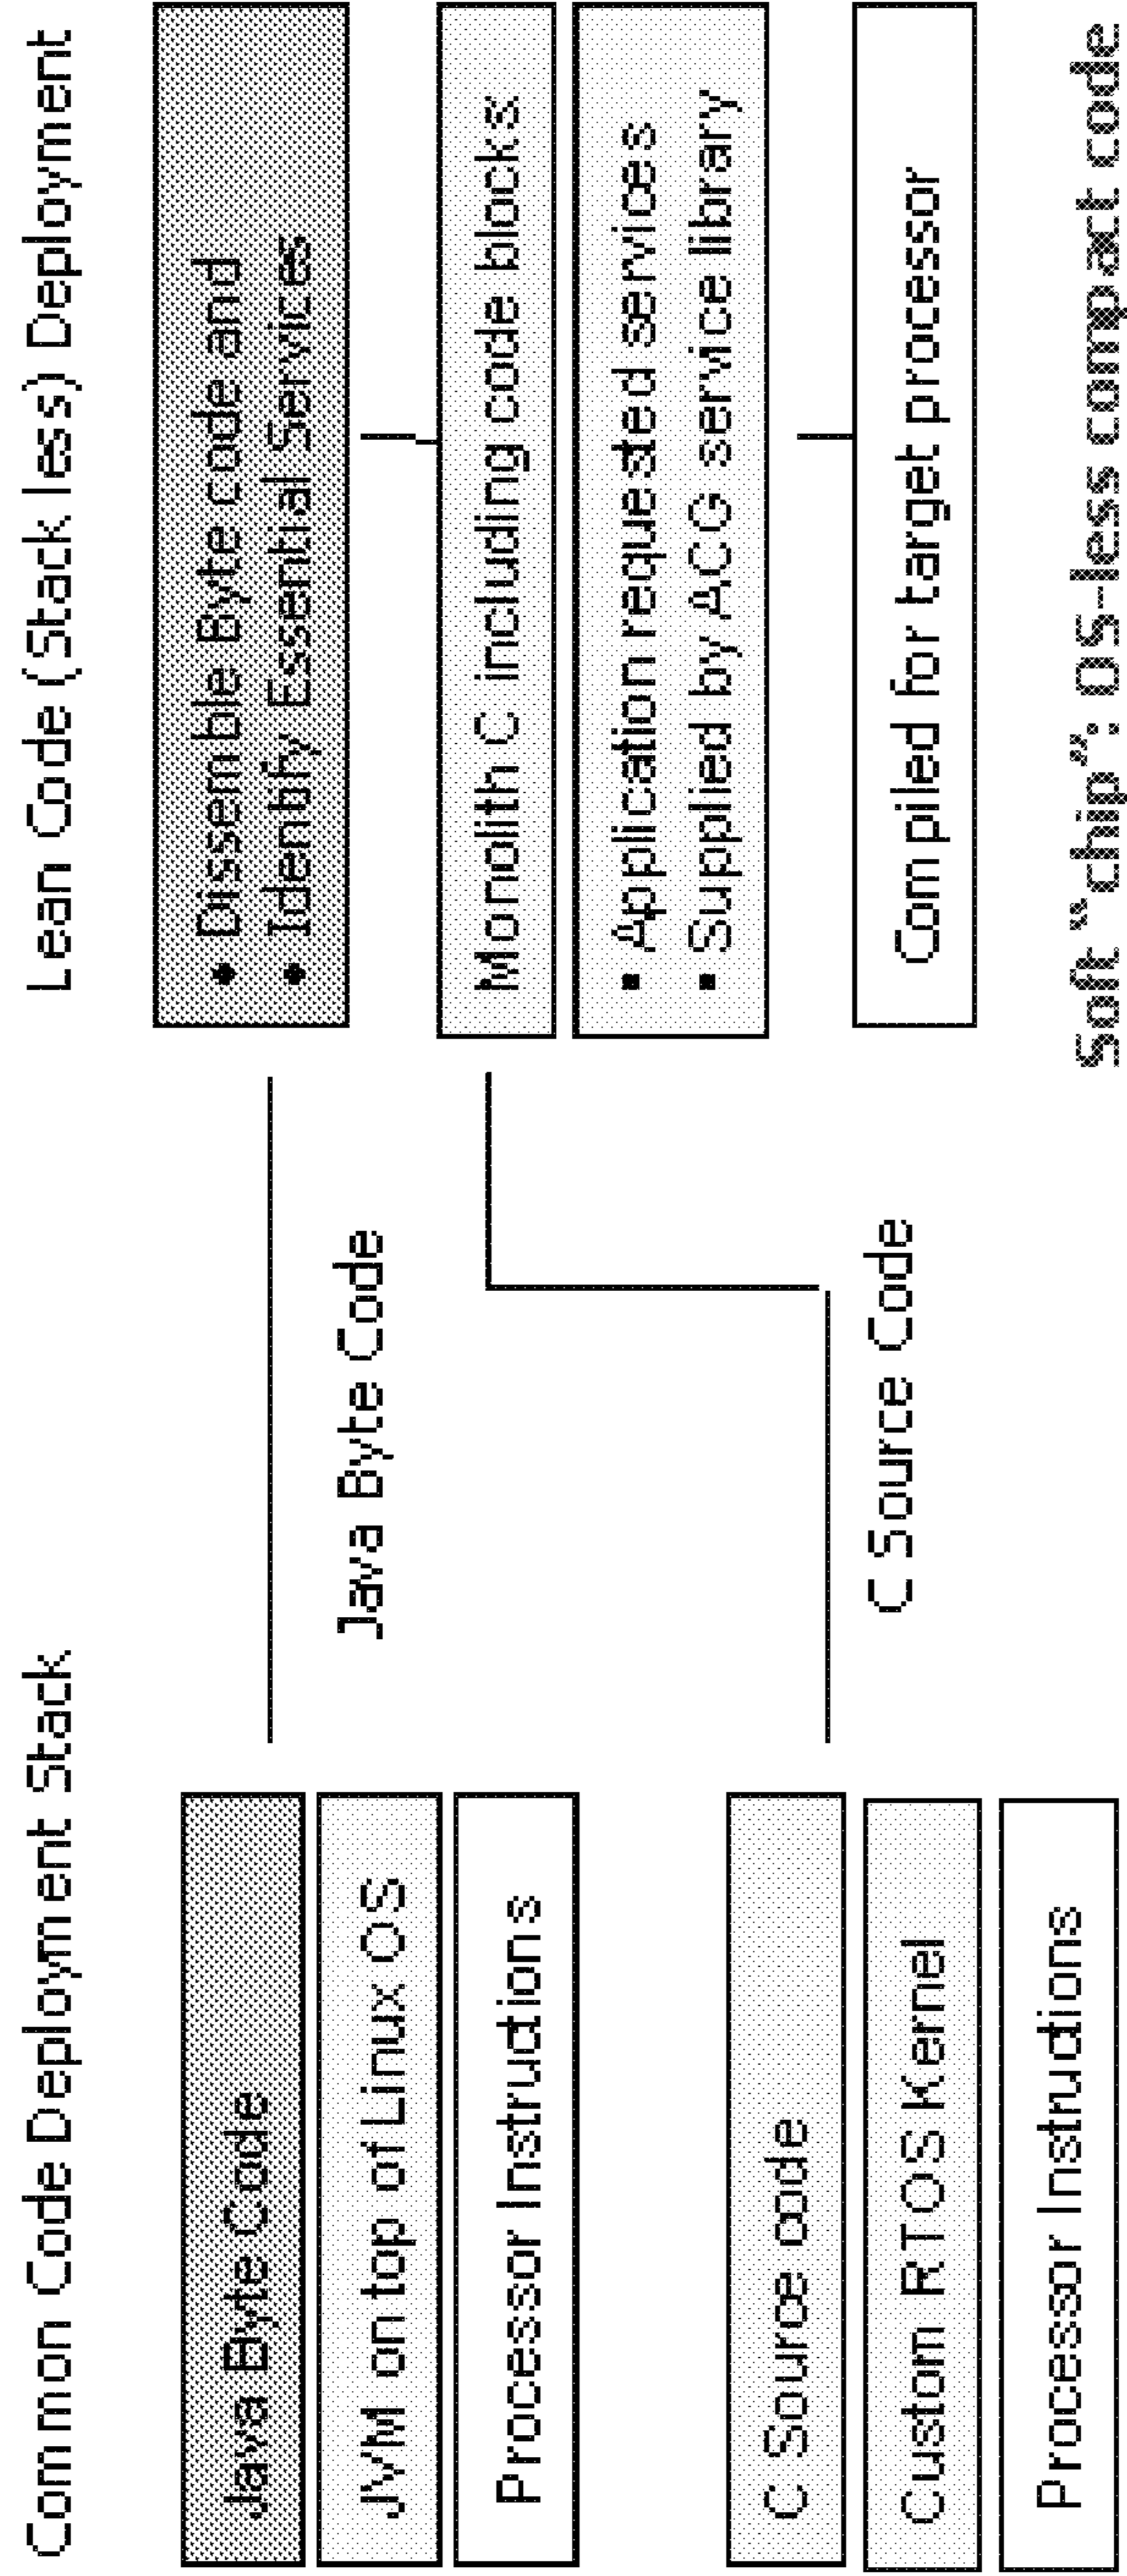 Common Code Deployment Stack
Java Byte Code
JVM on top of Linux OS
Processor Instructions
C Source code
Custom RTOS Kernel
Processor Instructions
Java Byte Code
C Source Code
Lean Code (Stack less) Deployment
• Dissemble Byte code and
• Identify Essential Services
Monolith C including code blocks
▪ Application requested services
▪ Supplied by ACG service library
Compiled for target processor
Soft “chip”: OS-less compact code